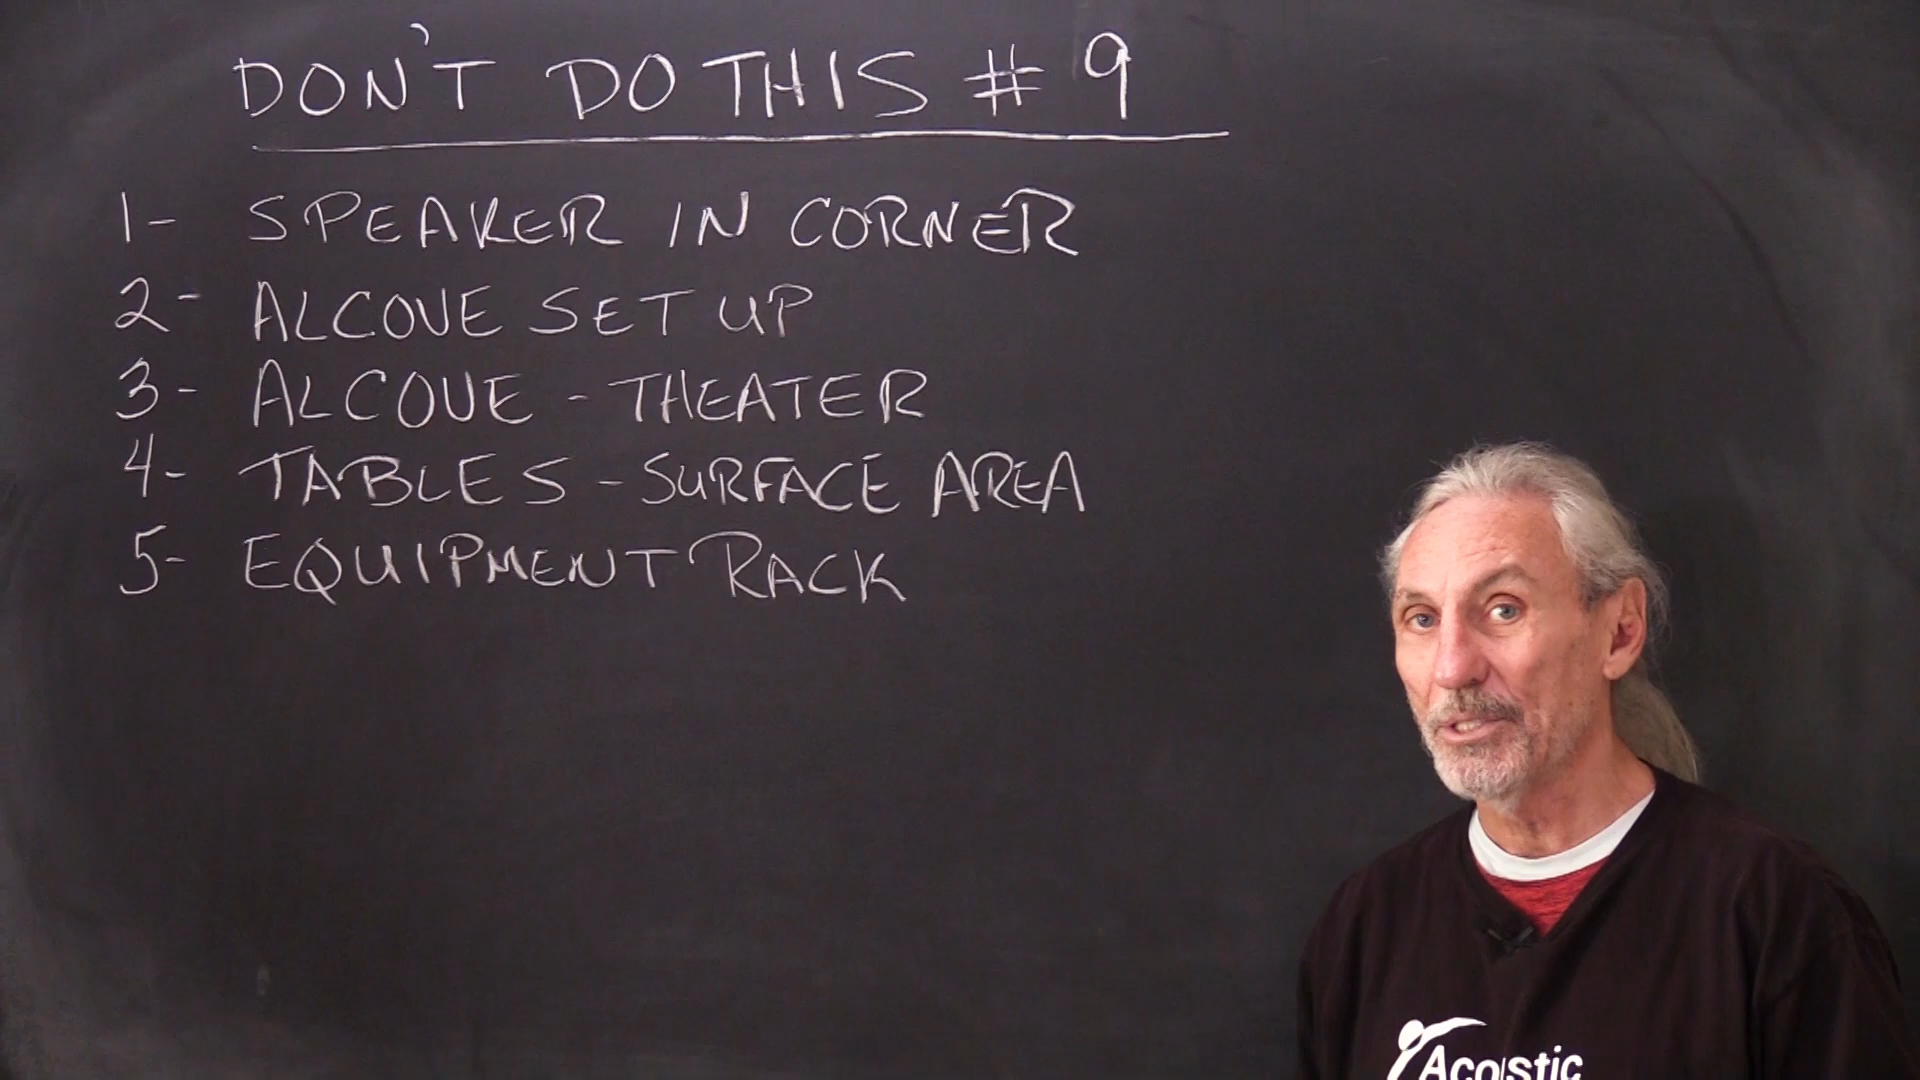 DON'T DO THIS # 9
1- SPEAKER IN CORNER
2- ALCOVE SET UP
3- ALCOVE - THEATER
4- TABLES - SURFACE AREA
5- EQUIPMENT RACK
Acoustic